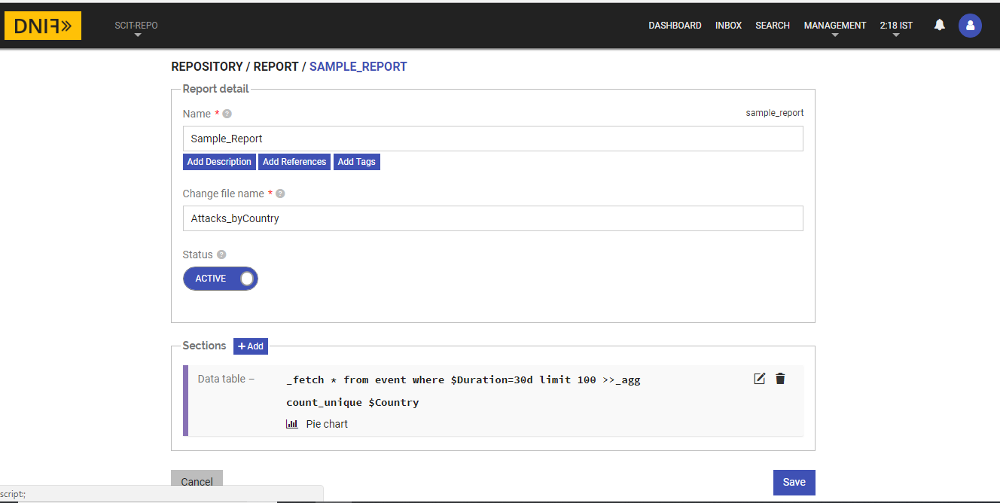 DNIF»
SCIT-REPO
DASHBOARD INBOX SEARCH MANAGEMENT 2:18 IST
REPOSITORY / REPORT / SAMPLE_REPORT
Report detail
Name * ?
sample_report
Sample_Report
Add Description Add References Add Tags
Change file name * ?
Attacks_byCountry
Status ?
ACTIVE
Sections + Add
Data table – _fetch * from event where $Duration=30d limit 100 >>_agg
count_unique $Country
Pie chart
Cancel Save
script:;